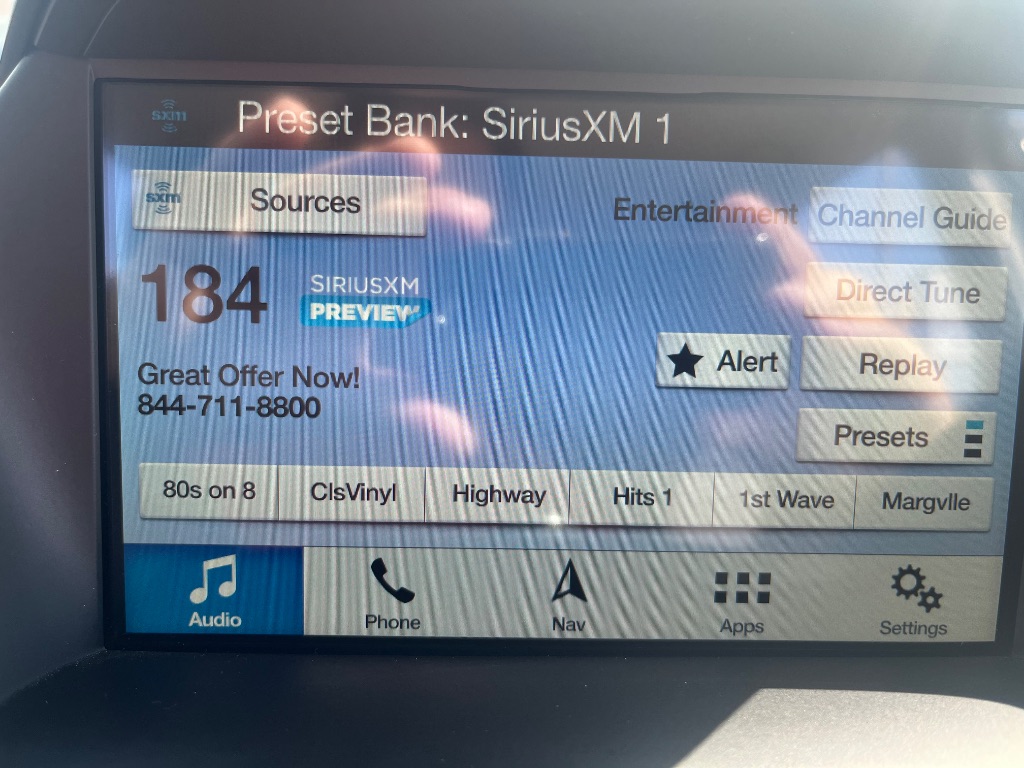 sxm Preset Bank: SiriusXM 1
sxm Sources
Entertainment Channel Guide
184 SIRIUSXM
PREVIEW
Direct Tune
Great Offer Now!
844-711-8800
Alert Replay
Presets
80s on 8 ClsVinyl Highway Hits 1 1st Wave Margvlle
Audio Phone Nav Apps Settings